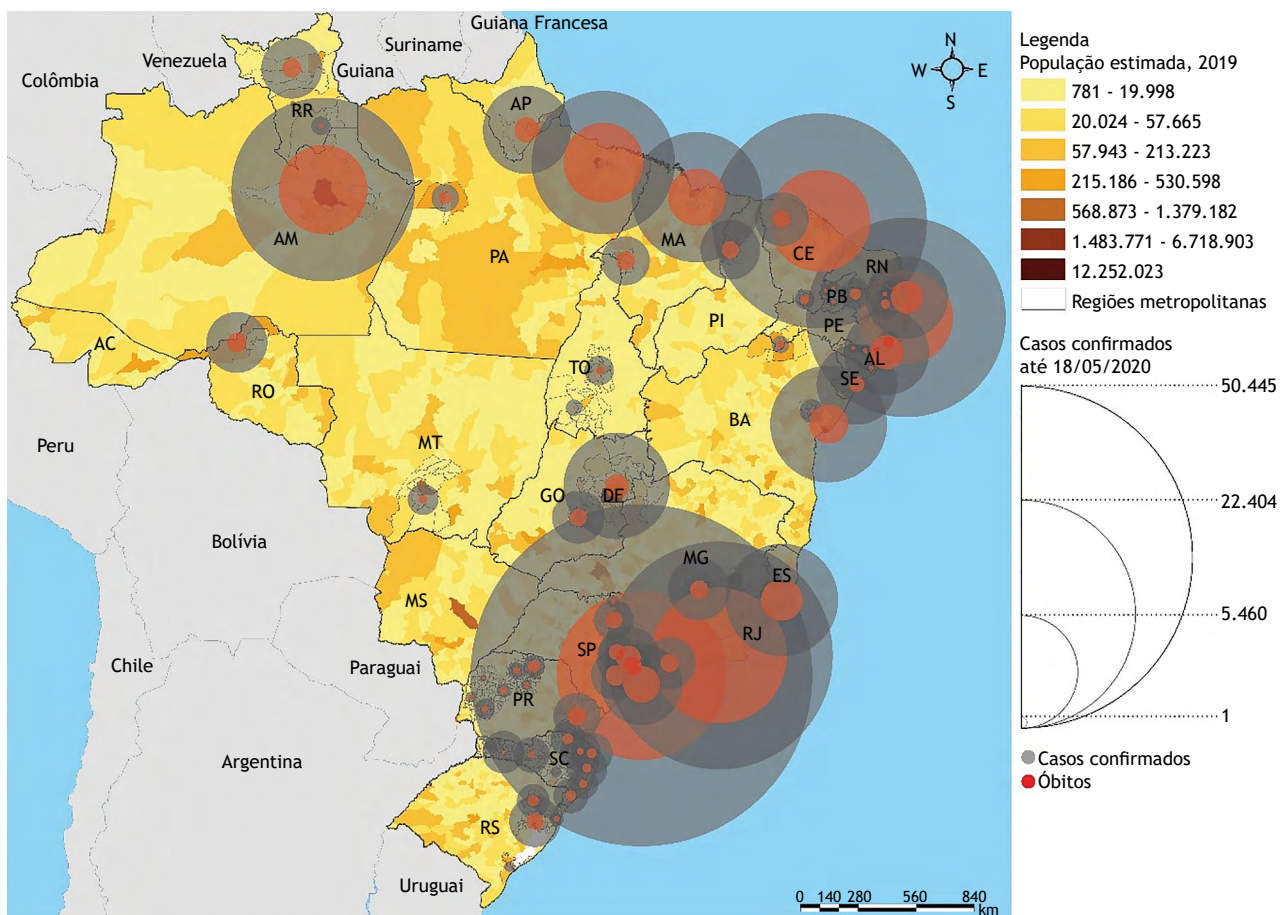 Guiana Francesa
Suriname
Venezuela
Guiana
Colômbia
RR
AP
AM
PA
MA
CE
RN
PB
PE
PI
AL
SE
AC
RO
TO
BA
MT
GO
DF
Peru
Bolívia
MG
ES
MS
RJ
SP
Chile
Paraguai
PR
SC
Argentina
RS
Uruguai
N
W
E
S
0 140 280 560 840
km
Legenda
População estimada, 2019
781 - 19.998
20.024 - 57.665
57.943 - 213.223
215.186 - 530.598
568.873 - 1.379.182
1.483.771 - 6.718.903
12.252.023
Regiões metropolitanas
Casos confirmados
até 18/05/2020
50.445
22.404
5.460
1
Casos confirmados
Óbitos